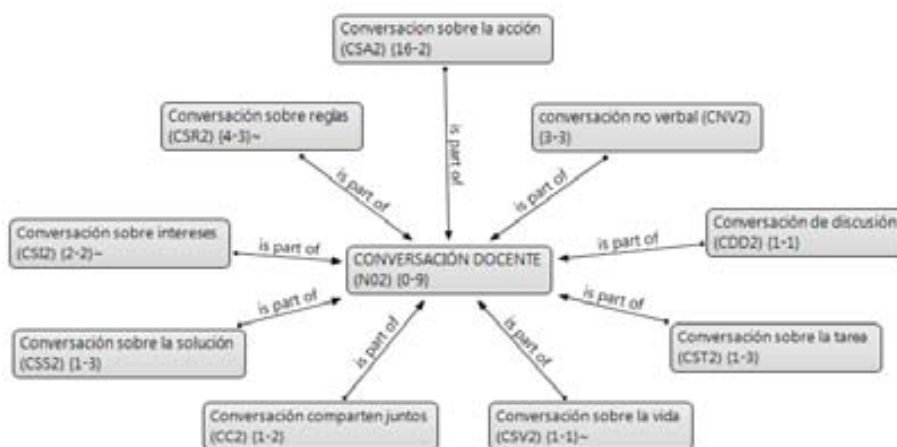 Conversacion sobre la acción
(CSA2) {16-2}
Conversación sobre reglas
(CSR2) {4-3}~
conversación no verbal (CNV2)
{3-3}
is part of
is part of
is part of
Conversación sobre intereses
(CSI2) {2-2}~
is part of
Conversación de discusión
(CDD2) {1-1}
is part of
CONVERSACIÓN DOCENTE
(N02) {0-9}
is part of
is part of
Conversación sobre la solución
(CSS2) {1-3}
Conversación sobre la tarea
(CST2) {1-3}
is part of
is part of
Conversación comparten juntos
(CC2) {1-2}
Conversación sobre la vida
(CSV2) {1-1}~